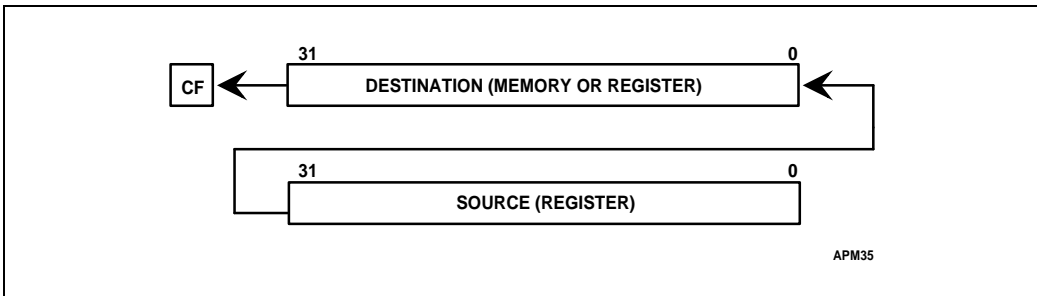 31 0
CF DESTINATION (MEMORY OR REGISTER)
31 0
SOURCE (REGISTER)
APM35